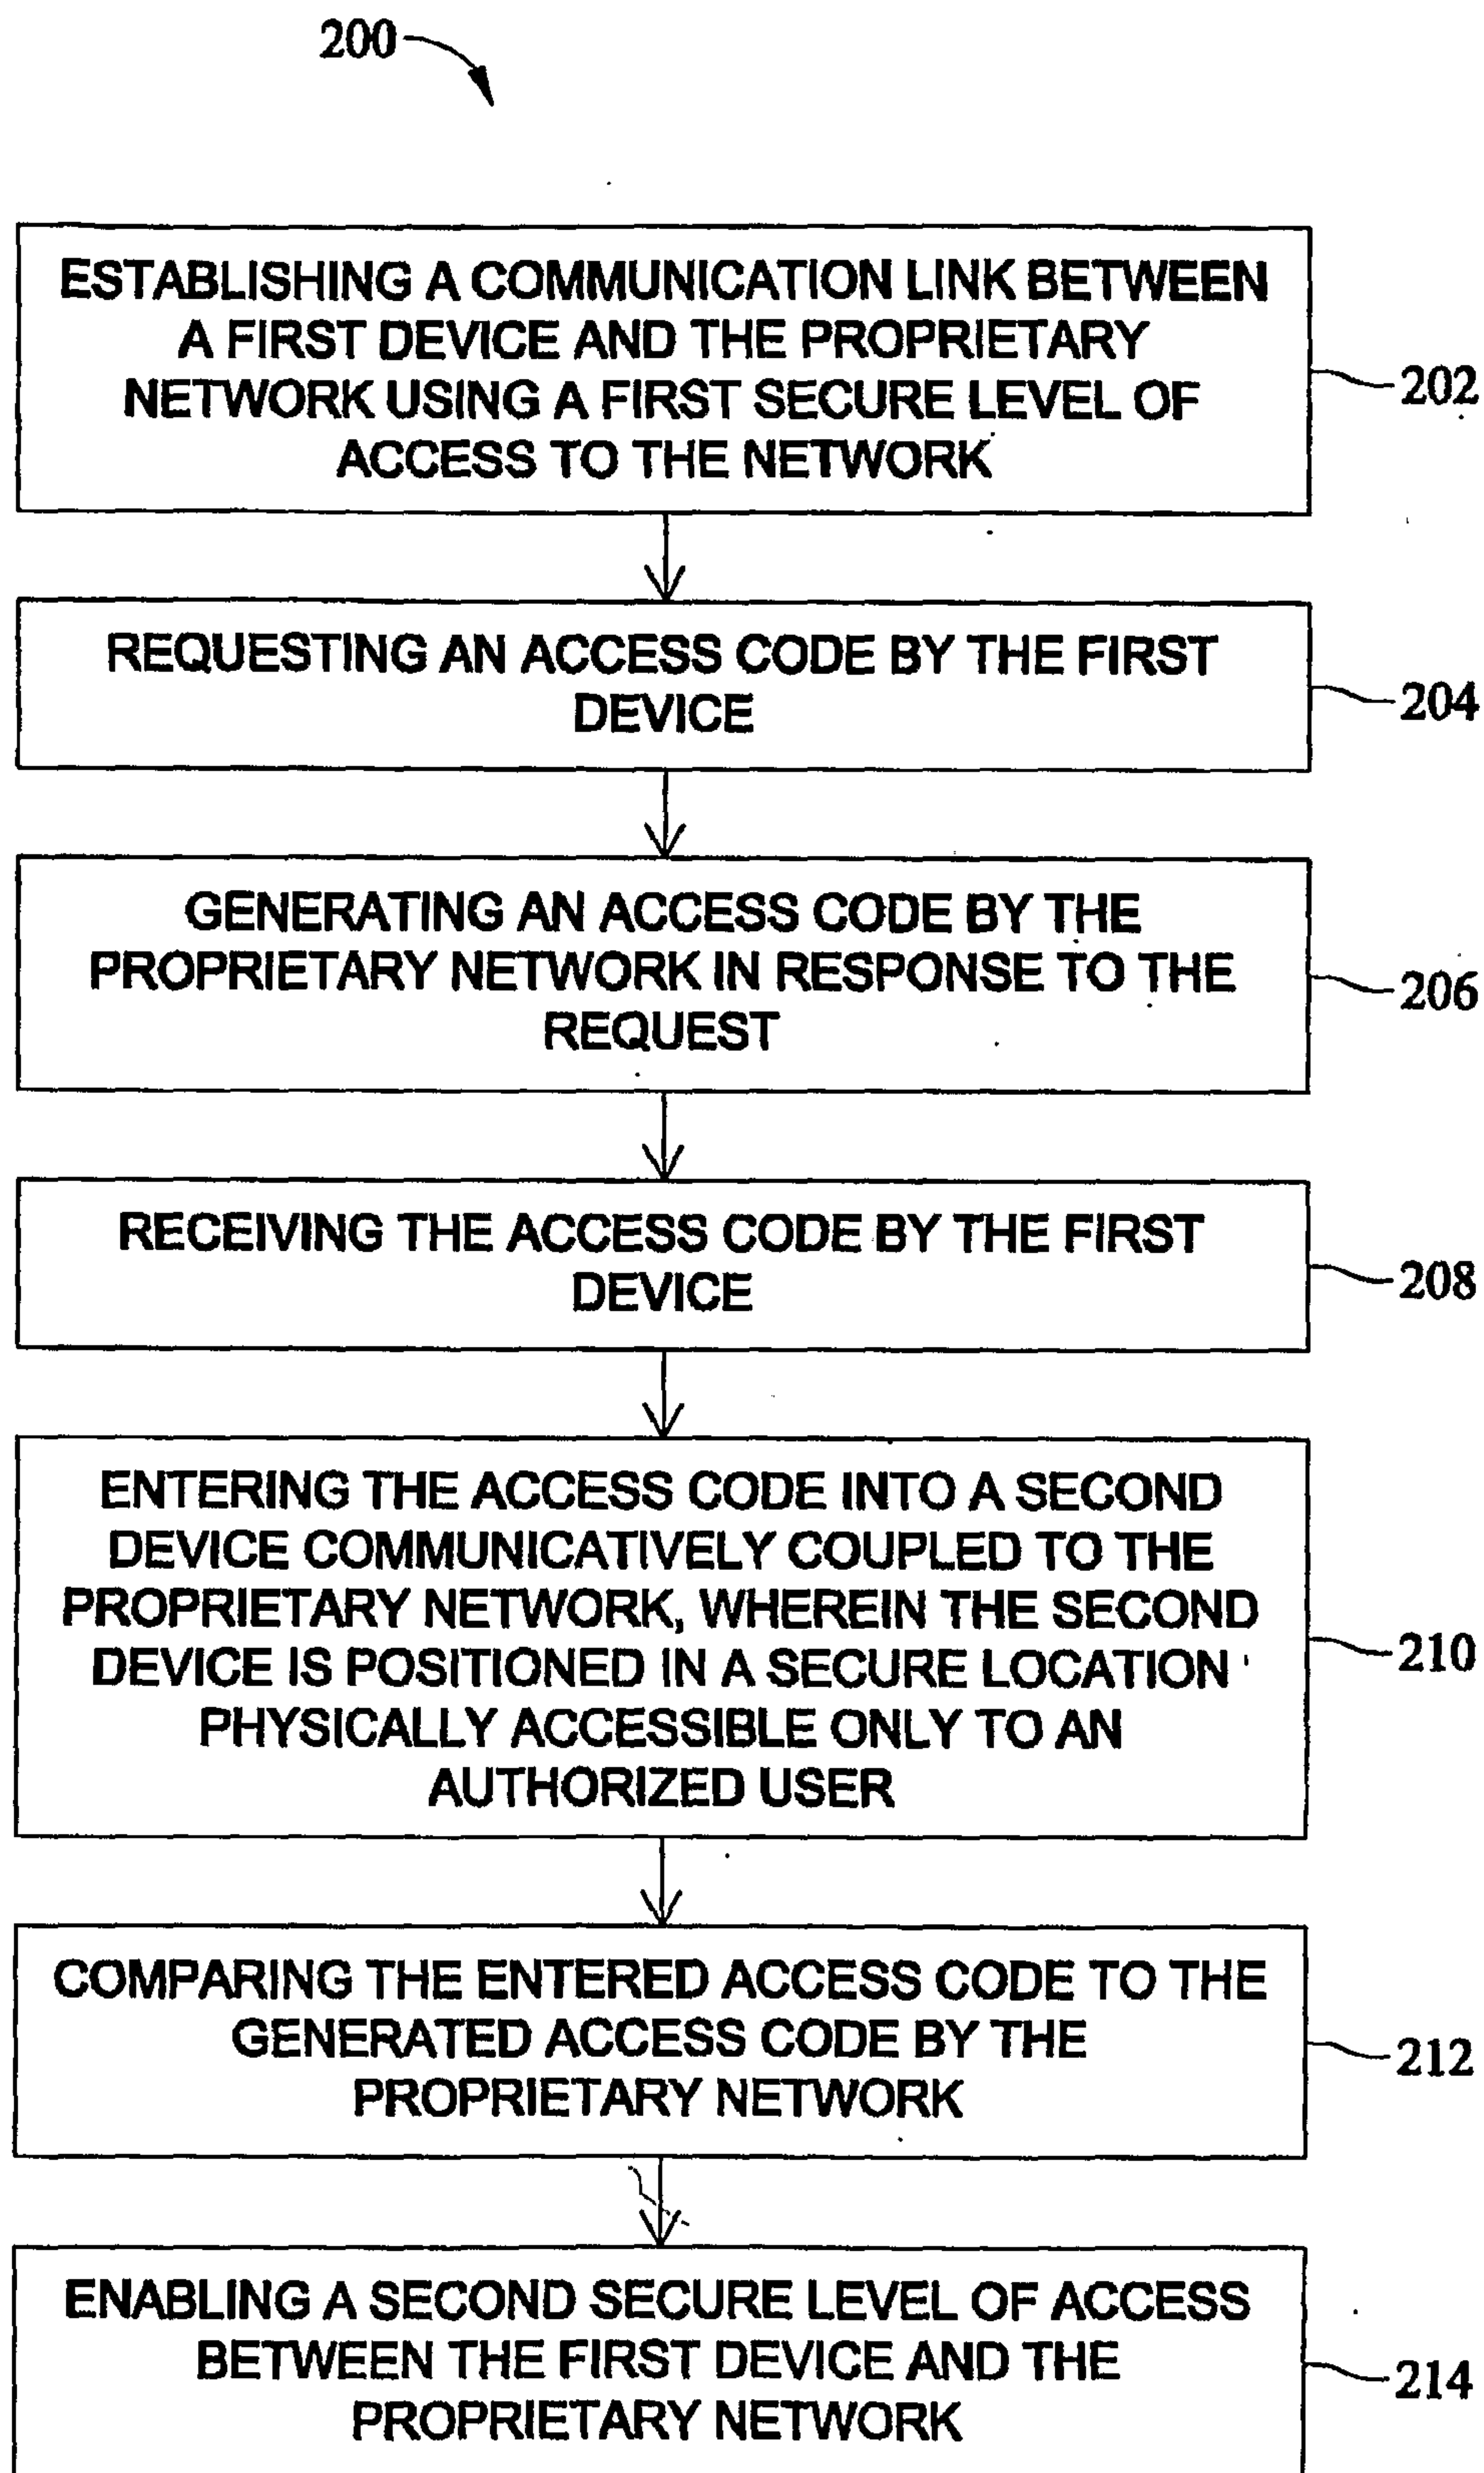 200
ESTABLISHING A COMMUNICATION LINK BETWEEN
A FIRST DEVICE AND THE PROPRIETARY
NETWORK USING A FIRST SECURE LEVEL OF
ACCESS TO THE NETWORK
202
REQUESTING AN ACCESS CODE BY THE FIRST
DEVICE
204
GENERATING AN ACCESS CODE BY THE
PROPRIETARY NETWORK IN RESPONSE TO THE
REQUEST
206
RECEIVING THE ACCESS CODE BY THE FIRST
DEVICE
208
ENTERING THE ACCESS CODE INTO A SECOND
DEVICE COMMUNICATIVELY COUPLED TO THE
PROPRIETARY NETWORK, WHEREIN THE SECOND
DEVICE IS POSITIONED IN A SECURE LOCATION
PHYSICALLY ACCESSIBLE ONLY TO AN
AUTHORIZED USER
210
COMPARING THE ENTERED ACCESS CODE TO THE
GENERATED ACCESS CODE BY THE
PROPRIETARY NETWORK
212
ENABLING A SECOND SECURE LEVEL OF ACCESS
BETWEEN THE FIRST DEVICE AND THE
PROPRIETARY NETWORK
214